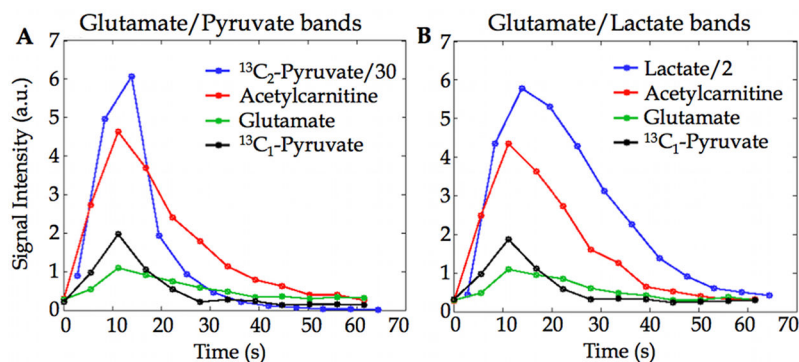 A Glutamate/Pyruvate bands
7
6
5
4
3
2
1
0
Signal Intensity (a.u.)
¹³C₂-Pyruvate/30
Acetylcarnitine
Glutamate
¹³C₁-Pyruvate
0 10 20 30 40 50 60 70
Time (s)
B Glutamate/Lactate bands
7
6
5
4
3
2
1
0
Lactate/2
Acetylcarnitine
Glutamate
¹³C₁-Pyruvate
0 10 20 30 40 50 60 70
Time (s)